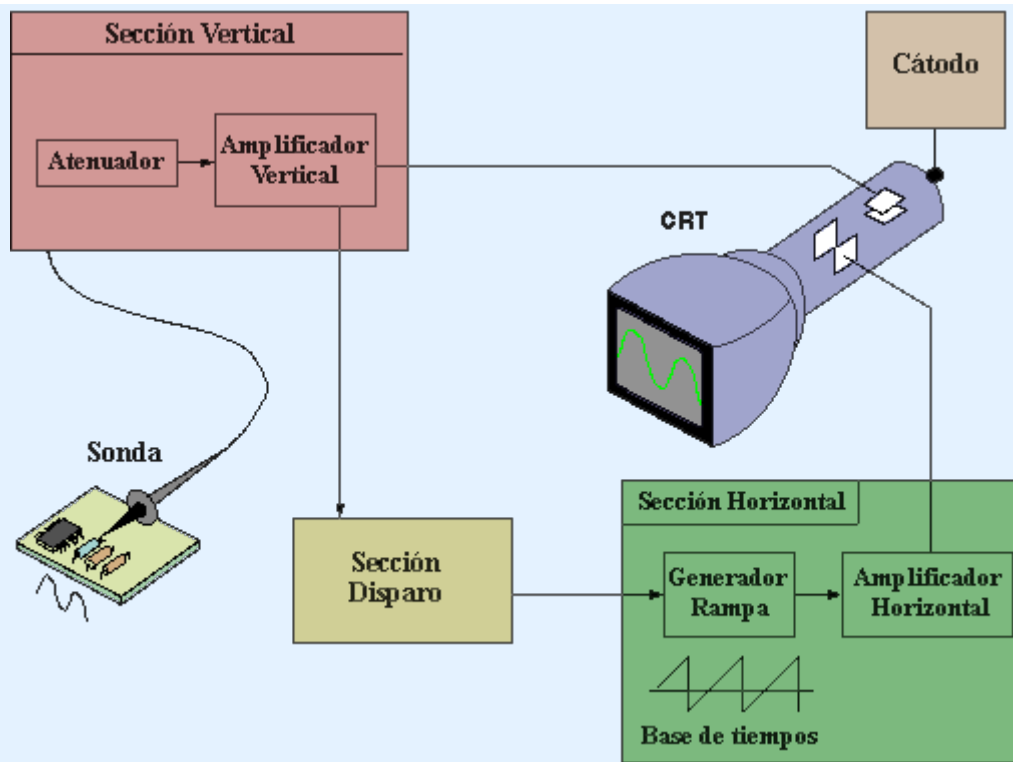 Sección Vertical
Cátodo
Atenuador
Amplificador
Vertical
CRT
Sonda
Sección
Disparo
Sección Horizontal
Generador
Rampa
Amplificador
Horizontal
Base de tiempos